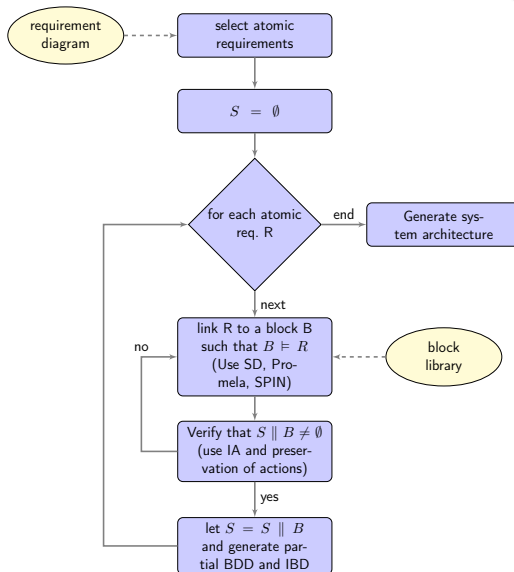 requirement
diagram
select atomic
requirements
S = ∅
for each atomic
req. R
end
Generate sys-
tem architecture
next
link R to a block B
such that B ⊨ R
(Use SD, Pro-
mela, SPIN)
no
block
library
Verify that S ∥ B ≠ ∅
(use IA and preser-
vation of actions)
yes
let S = S ∥ B
and generate par-
tial BDD and IBD